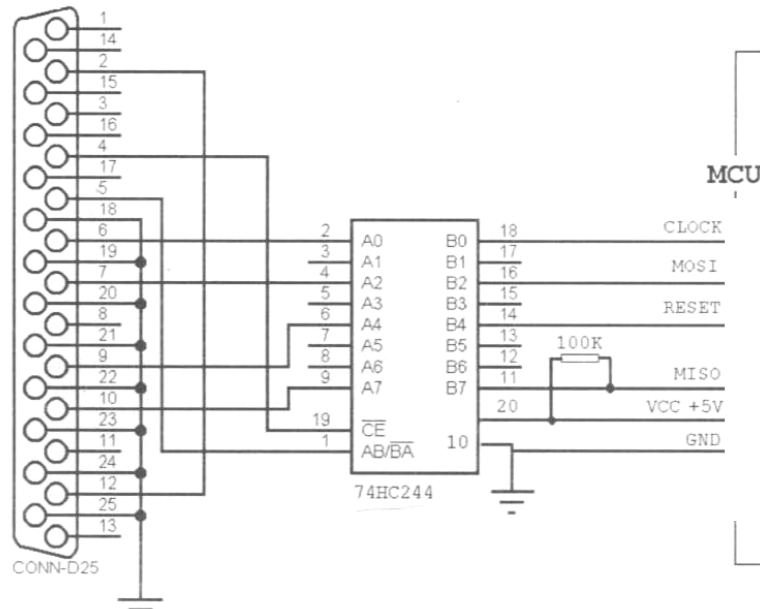 1
14
2
15
3
16
4
17
5
18
6
19
7
20
8
21
9
22
10
23
11
24
12
25
13
CONN-D25
2 A0 B0 18
3 A1 B1 17
4 A2 B2 16
5 A3 B3 15
6 A4 B4 14
7 A5 B5 13
8 A6 B6 12
9 A7 B7 11
20
19 CE
1 AB/BA 10
74HC244
MCU
CLOCK
MOSI
RESET
100K
MISO
VCC +5V
GND